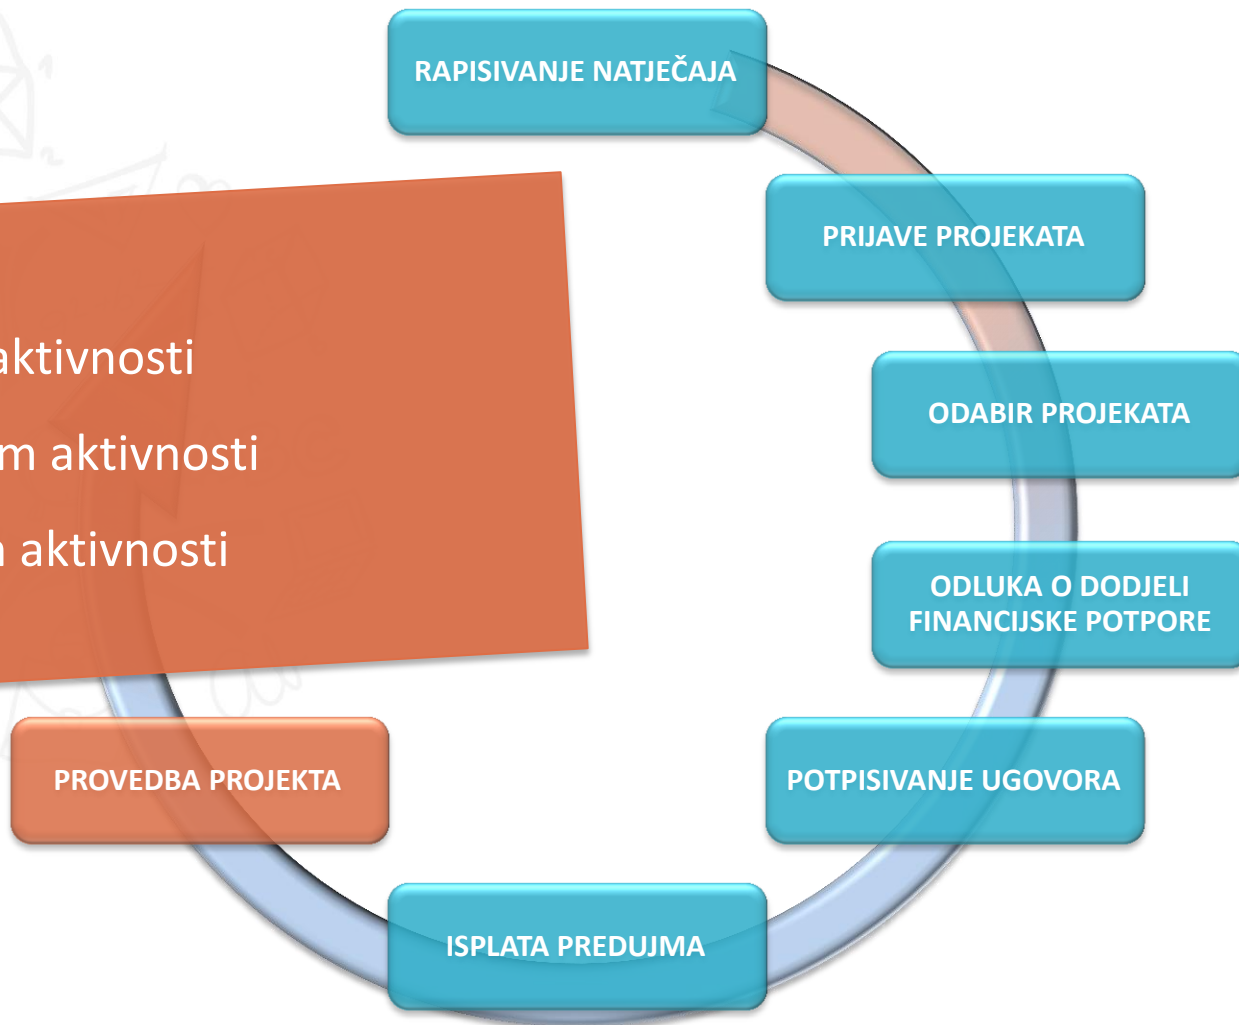 RAPISIVANJE NATJEČAJA
PRIJAVE PROJEKATA
aktivnosti
aktivnosti
aktivnosti
ODABIR PROJEKATA
ODLUKA O DODJELI
FINANCIJSKE POTPORE
PROVEDBA PROJEKTA
POTPISIVANJE UGOVORA
ISPLATA PREDUJMA